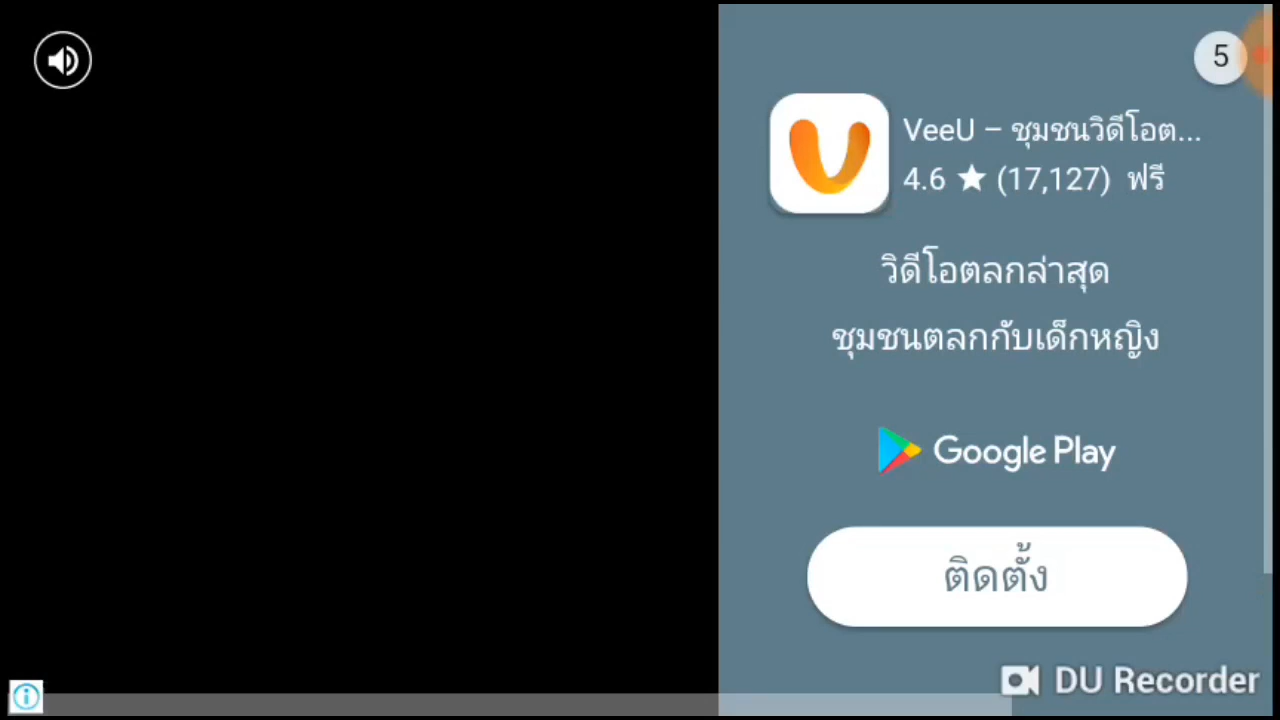 5
VeeU – ชุมชนวิดีโอต...
4.6 ★ (17,127) ฟรี
วิดีโอตลกล่าสุด
ชุมชนตลกกับเด็กหญิง
Google Play
ติดตั้ง
DU Recorder